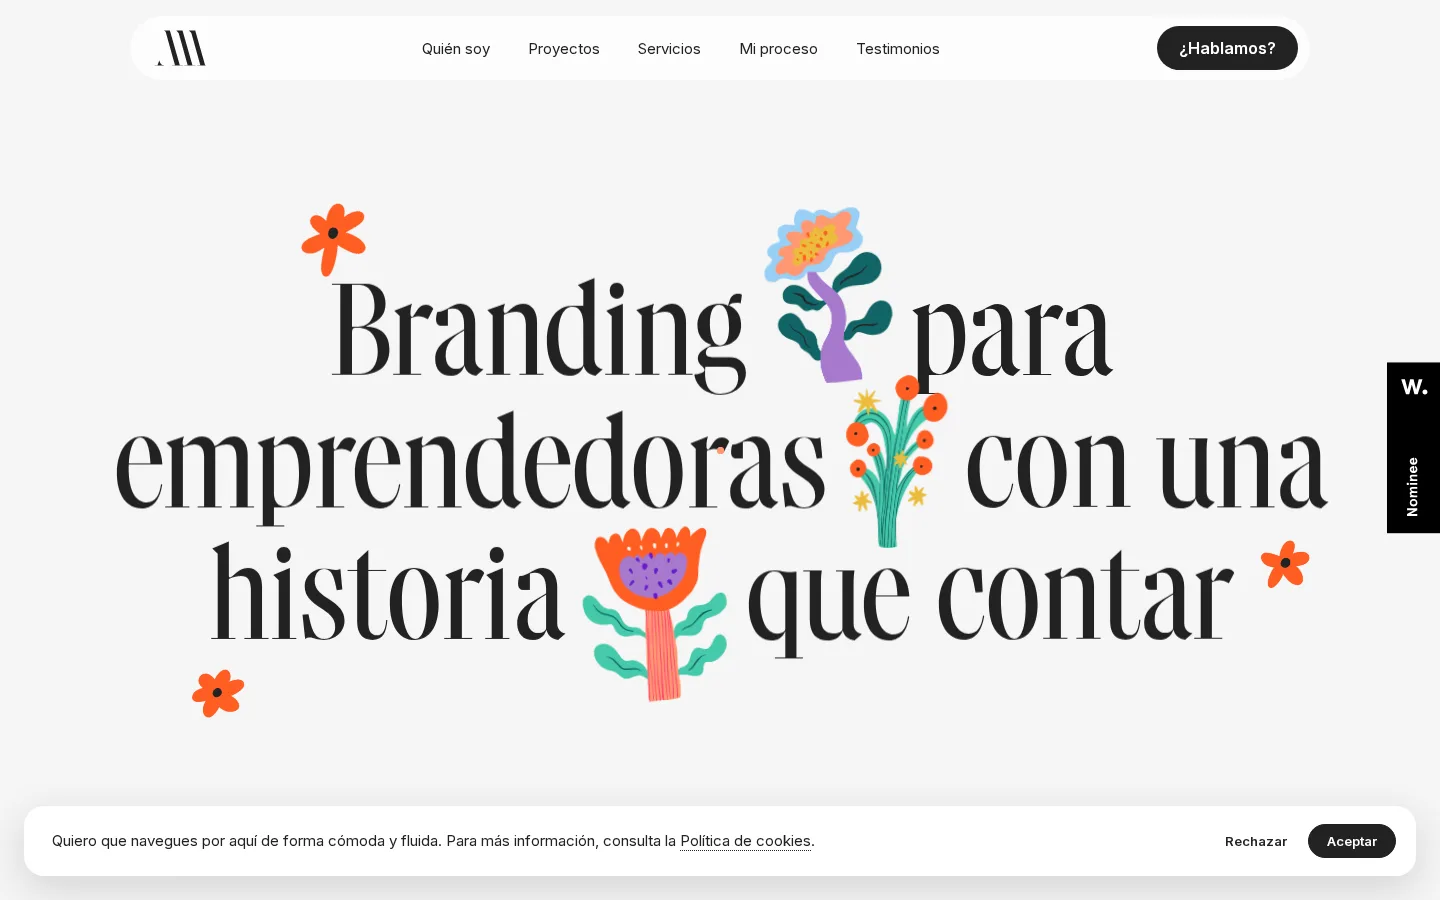 Quién soy
Proyectos
Servicios
Mi proceso
Testimonios
¿Hablamos?
Branding para
emprendedoras con una
historia que contar
W.
Nominee
Quiero que navegues por aquí de forma cómoda y fluida. Para más información, consulta la Política de cookies.
Rechazar
Aceptar